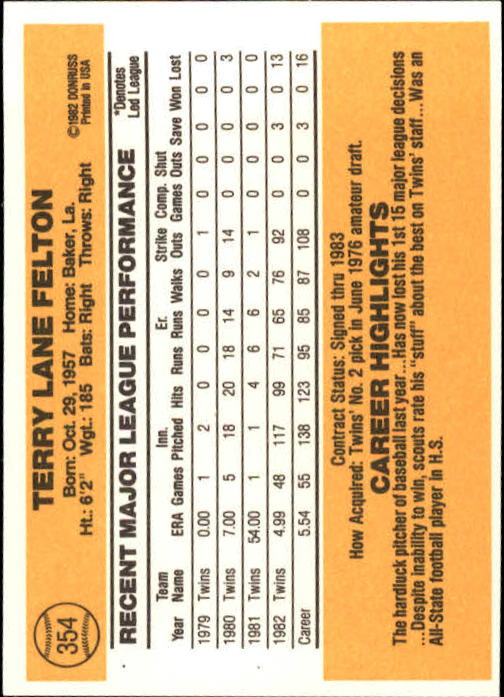 354
TERRY LANE FELTON
Born: Oct. 29, 1957 Home: Baker, La.
Ht.: 6'2" Wgt.: 185 Bats: Right Throws: Right
©1982 DONRUSS
Printed in USA
RECENT MAJOR LEAGUE PERFORMANCE
*Denotes
Led League
Team Inn. Er. Strike Comp. Shut
Year Name ERA Games Pitched Hits Runs Runs Walks Outs Games Outs Save Won Lost
1979 Twins 0.00 1 2 0 0 0 0 1 0 0 0 0 0
1980 Twins 7.00 5 18 20 18 14 9 14 0 0 0 0 3
1981 Twins 54.00 1 1 4 6 6 2 1 0 0 0 0 0
1982 Twins 4.99 48 117 99 71 65 76 92 0 0 3 0 13
Career 5.54 55 138 123 95 85 87 108 0 0 3 0 16
Contract Status: Signed thru 1983
How Acquired: Twins' No. 2 pick in June 1976 amateur draft.
CAREER HIGHLIGHTS
The hardluck pitcher of baseball last year...Has now lost his 1st 15 major league decisions
...Despite inability to win, scouts rate his "stuff" about the best on Twins' staff...Was an
All-State football player in H.S.